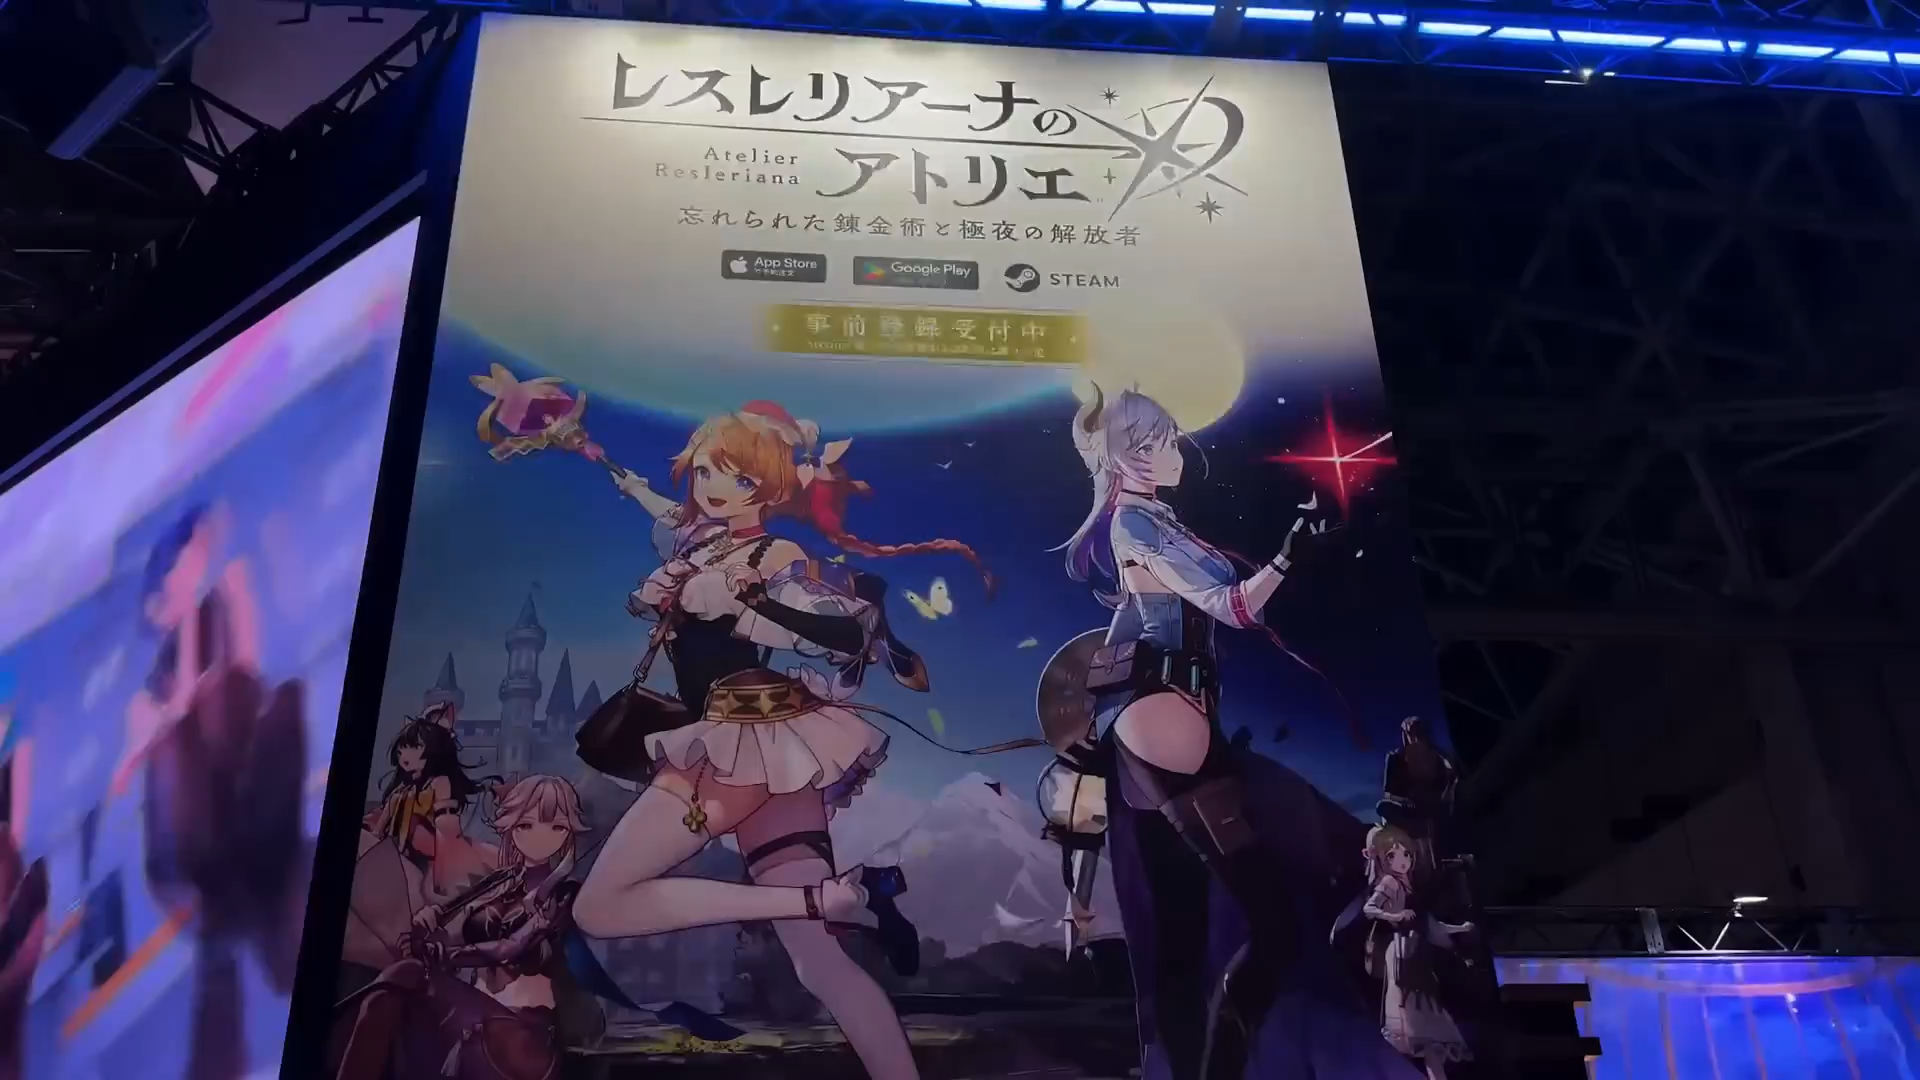 レスレリアーナの
アトリエ
Atelier
Resleriana
忘れられた錬金術と極夜の解放者
App Store
Google Play
STEAM
事前登録受付中